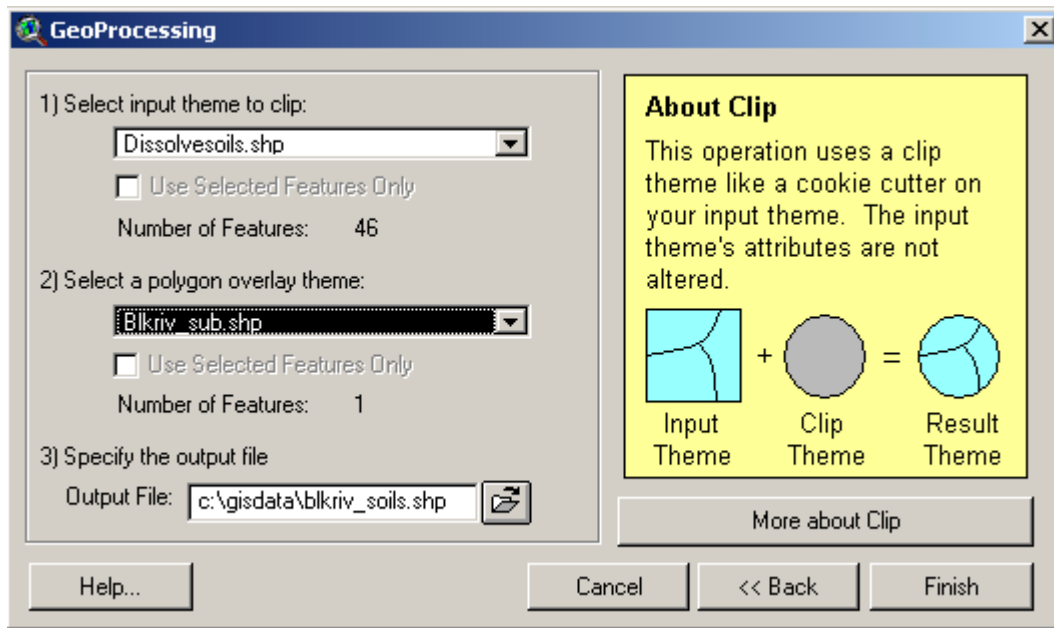 GeoProcessing
1) Select input theme to clip:
Dissolvesoils.shp
Use Selected Features Only
Number of Features: 46
2) Select a polygon overlay theme:
Blkriv_sub.shp
Use Selected Features Only
Number of Features: 1
3) Specify the output file
Output File: c:\gisdata\blkriv_soils.shp
About Clip
This operation uses a clip
theme like a cookie cutter on
your input theme. The input
theme's attributes are not
altered.
+ =
Input Clip Result
Theme Theme Theme
More about Clip
Help... Cancel << Back Finish